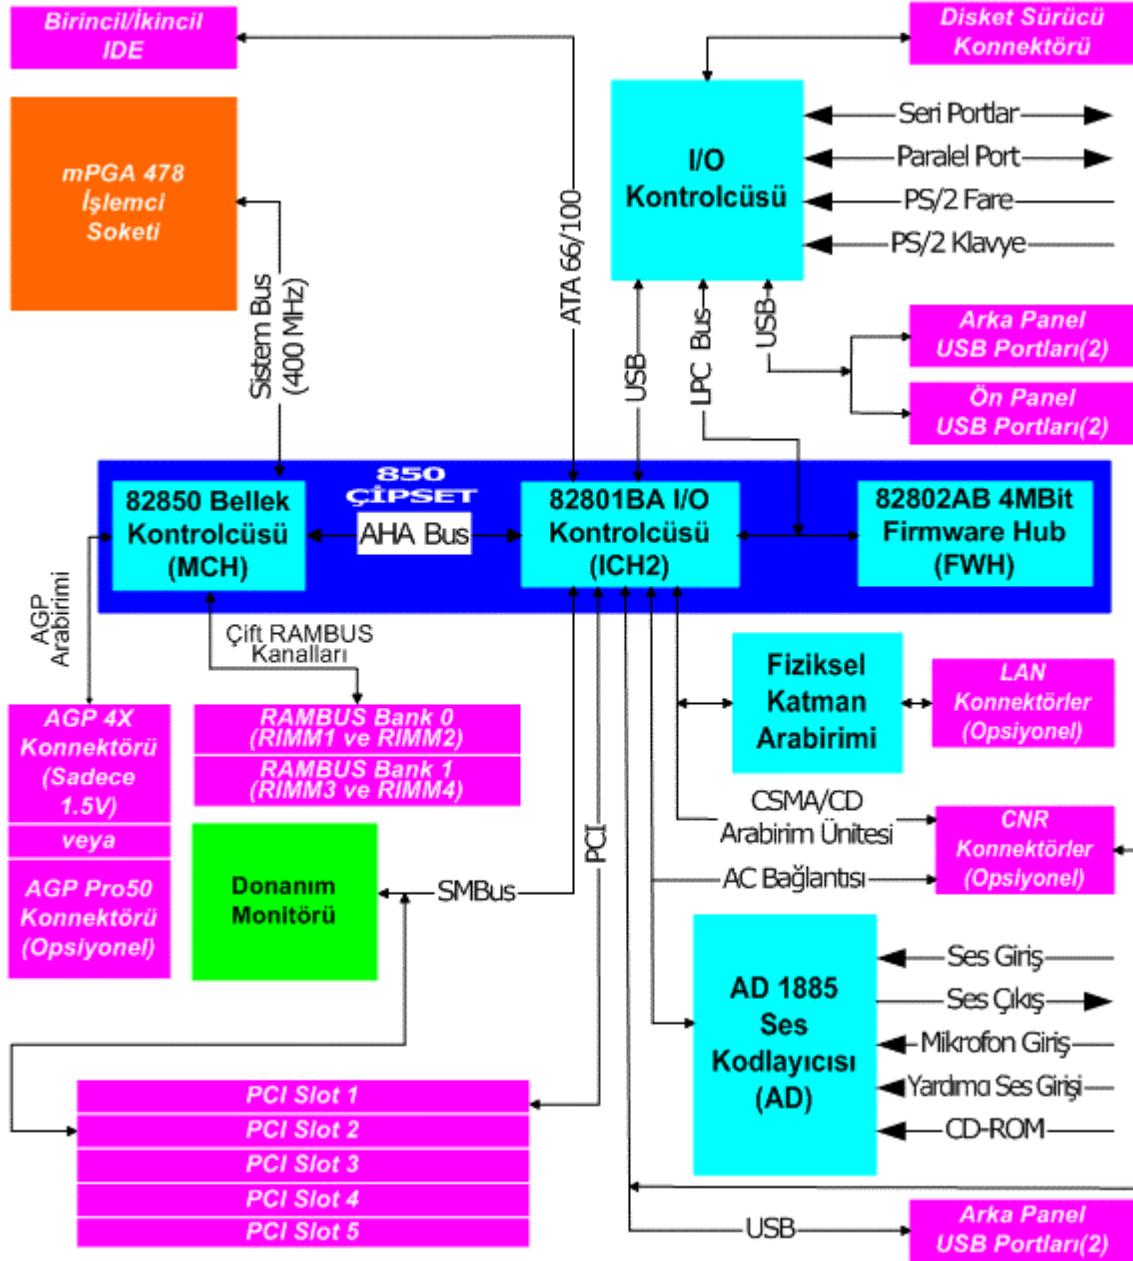 Birincil/İkincil
IDE
Disket Sürücü
Konnektörü
mPGA 478
İşlemci
Soketi
I/O
Kontrolcüsü
Seri Portlar
Paralel Port
PS/2 Fare
PS/2 Klavye
Sistem Bus
(400 MHz)
ATA 66/100
USB
LPC Bus
USB
Arka Panel
USB Portları(2)
Ön Panel
USB Portları(2)
850
ÇİPSET
82850 Bellek
Kontrolcüsü
(MCH)
AHA Bus
82801BA I/O
Kontrolcüsü
(ICH2)
82802AB 4MBit
Firmware Hub
(FWH)
AGP
Arabirimi
Çift RAMBUS
Kanalları
Fiziksel
Katman
Arabirimi
LAN
Konnektörler
(Opsiyonel)
AGP 4X
Konnektörü
(Sadece
1.5V)
veya
AGP Pro50
Konnektörü
(Opsiyonel)
RAMBUS Bank 0
(RIMM1 ve RIMM2)
RAMBUS Bank 1
(RIMM3 ve RIMM4)
CSMA/CD
Arabirim Ünitesi
CNR
Konnektörler
(Opsiyonel)
PCI
Donanım
Monitörü
SMBus
AC Bağlantısı
AD 1885
Ses
Kodlayıcısı
(AD)
Ses Giriş
Ses Çıkış
Mikrofon Giriş
Yardımcı Ses Girişi
CD-ROM
PCI Slot 1
PCI Slot 2
PCI Slot 3
PCI Slot 4
PCI Slot 5
USB
Arka Panel
USB Portları(2)